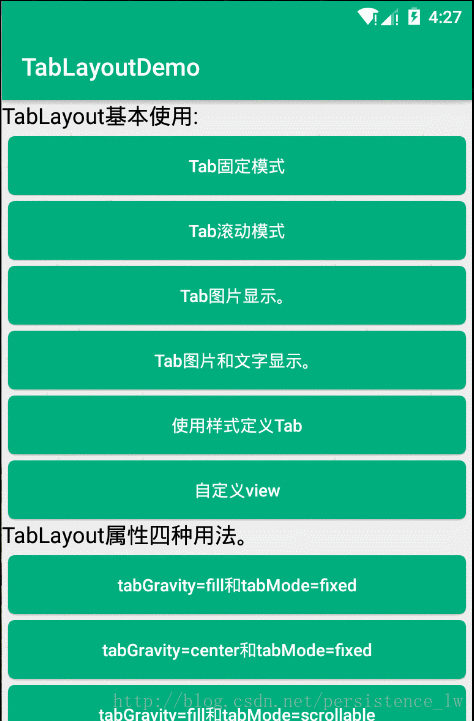 4:27
TabLayoutDemo
TabLayout基本使用:
Tab固定模式
Tab滚动模式
Tab图片显示。
Tab图片和文字显示。
使用样式定义Tab
自定义view
TabLayout属性四种用法。
tabGravity=fill和tabMode=fixed
tabGravity=center和tabMode=fixed
http://blog.csdn.net/persistence_lw
tabGravity=fill和tabMode=scrollable